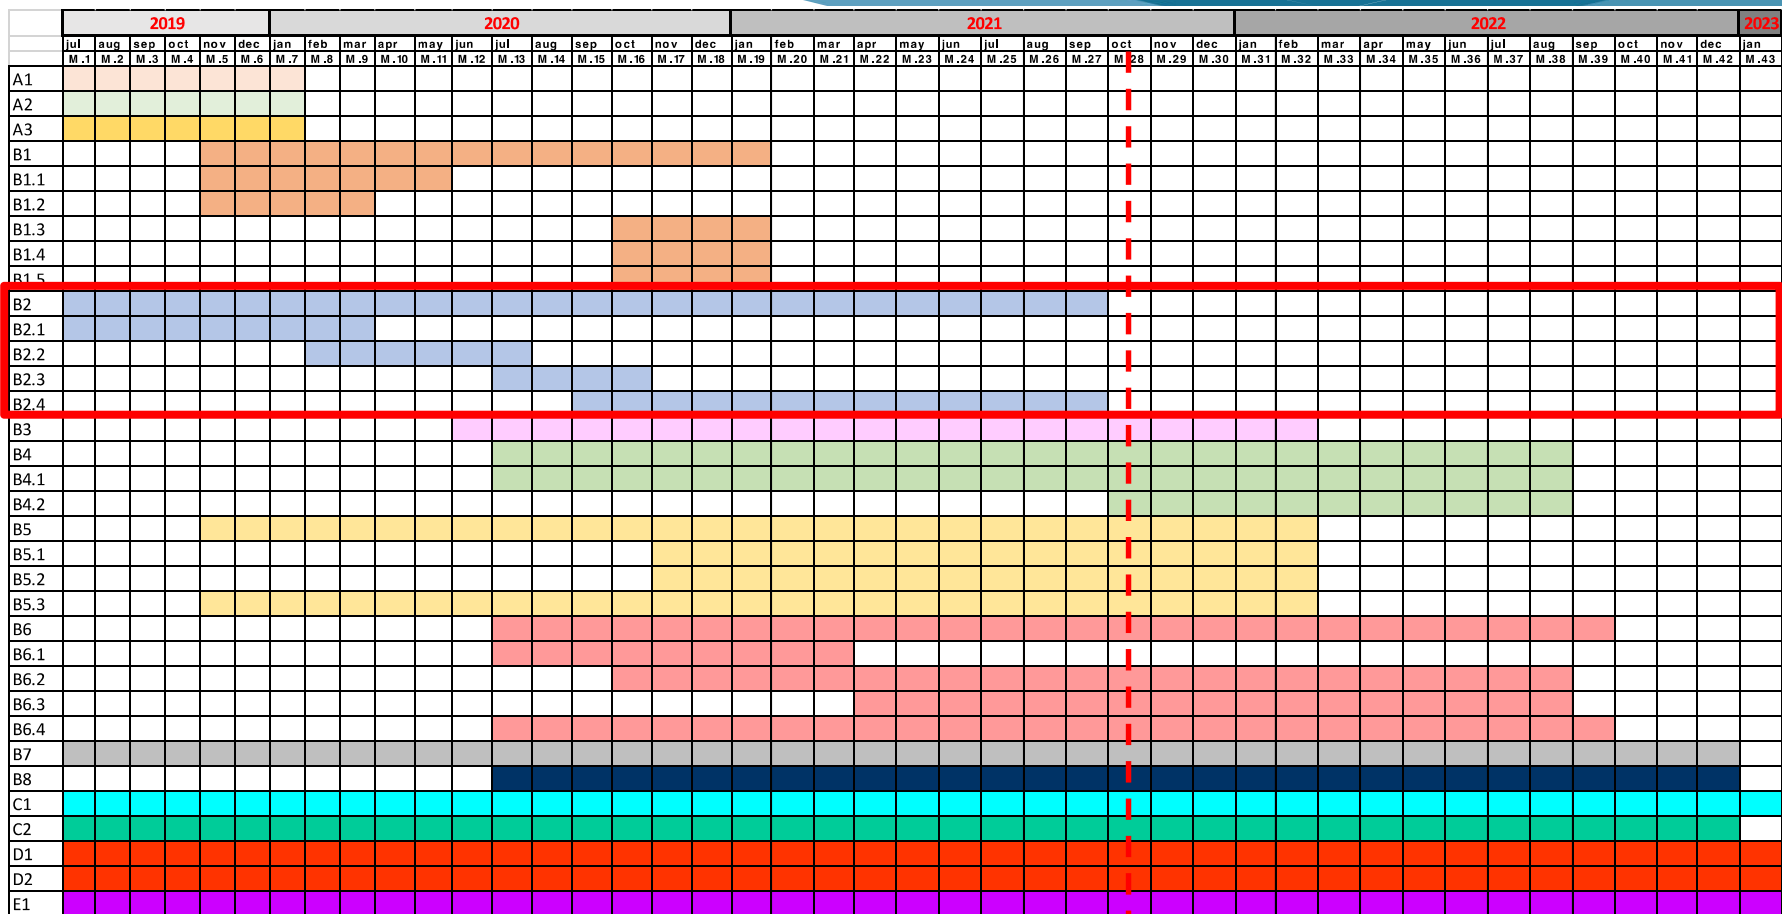 2019 2020 2021 2022 2023
jul aug sep oct nov dec jan feb mar apr may jun jul aug sep oct nov dec jan feb mar apr may jun jul aug sep oct nov dec jan feb mar apr may jun jul aug sep oct nov dec jan
M.1 M.2 M.3 M.4 M.5 M.6 M.7 M.8 M.9 M.10 M.11 M.12 M.13 M.14 M.15 M.16 M.17 M.18 M.19 M.20 M.21 M.22 M.23 M.24 M.25 M.26 M.27 M.28 M.29 M.30 M.31 M.32 M.33 M.34 M.35 M.36 M.37 M.38 M.39 M.40 M.41 M.42 M.43
A1
A2
A3
B1
B1.1
B1.2
B1.3
B1.4
B1.5
B2
B2.1
B2.2
B2.3
B2.4
B3
B4
B4.1
B4.2
B5
B5.1
B5.2
B5.3
B6
B6.1
B6.2
B6.3
B6.4
B7
B8
C1
C2
D1
D2
E1